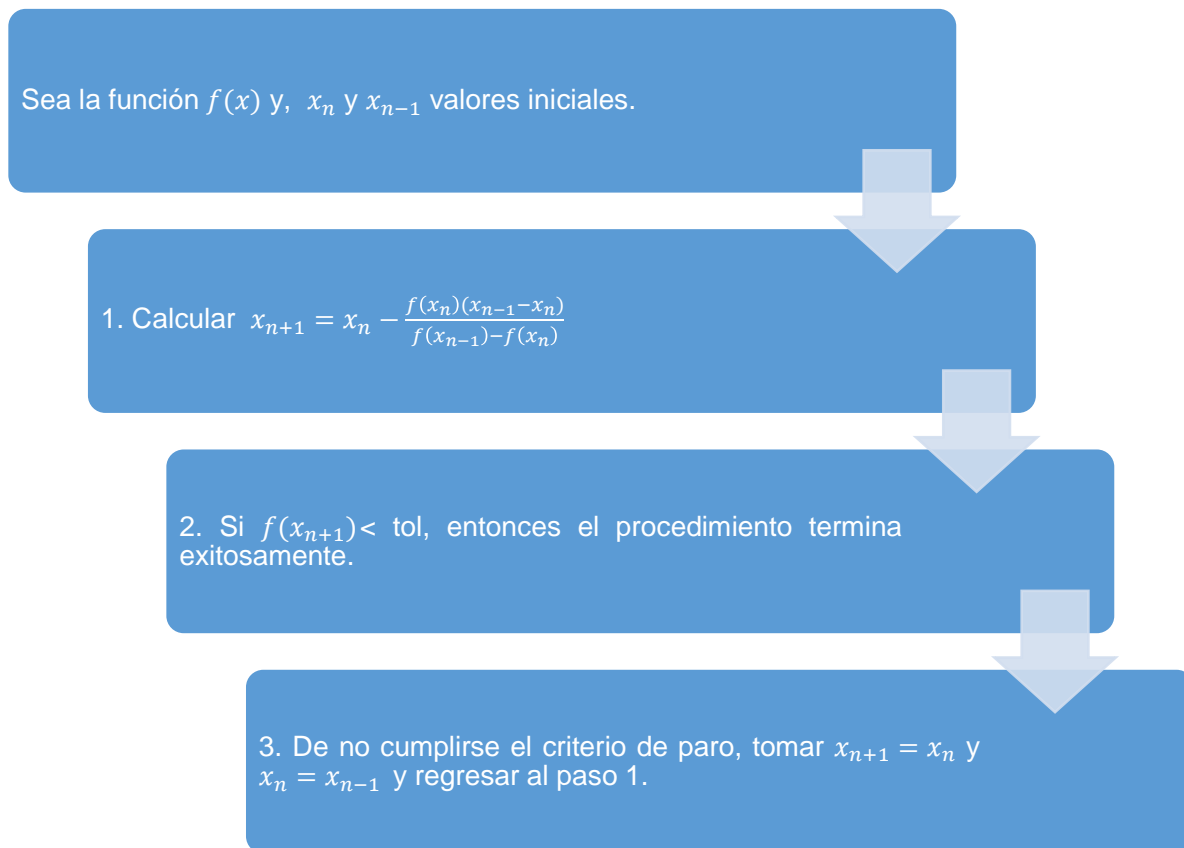 Sea la función $f(x)$ y, $x_n$ y $x_{n-1}$ valores iniciales.
1. Calcular $x_{n+1} = x_n - \frac{f(x_n)(x_{n-1}-x_n)}{f(x_{n-1})-f(x_n)}$
2. Si $f(x_{n+1})$< tol, entonces el procedimiento termina
exitosamente.
3. De no cumplirse el criterio de paro, tomar $x_{n+1} = x_n$ y
$x_n = x_{n-1}$ y regresar al paso 1.